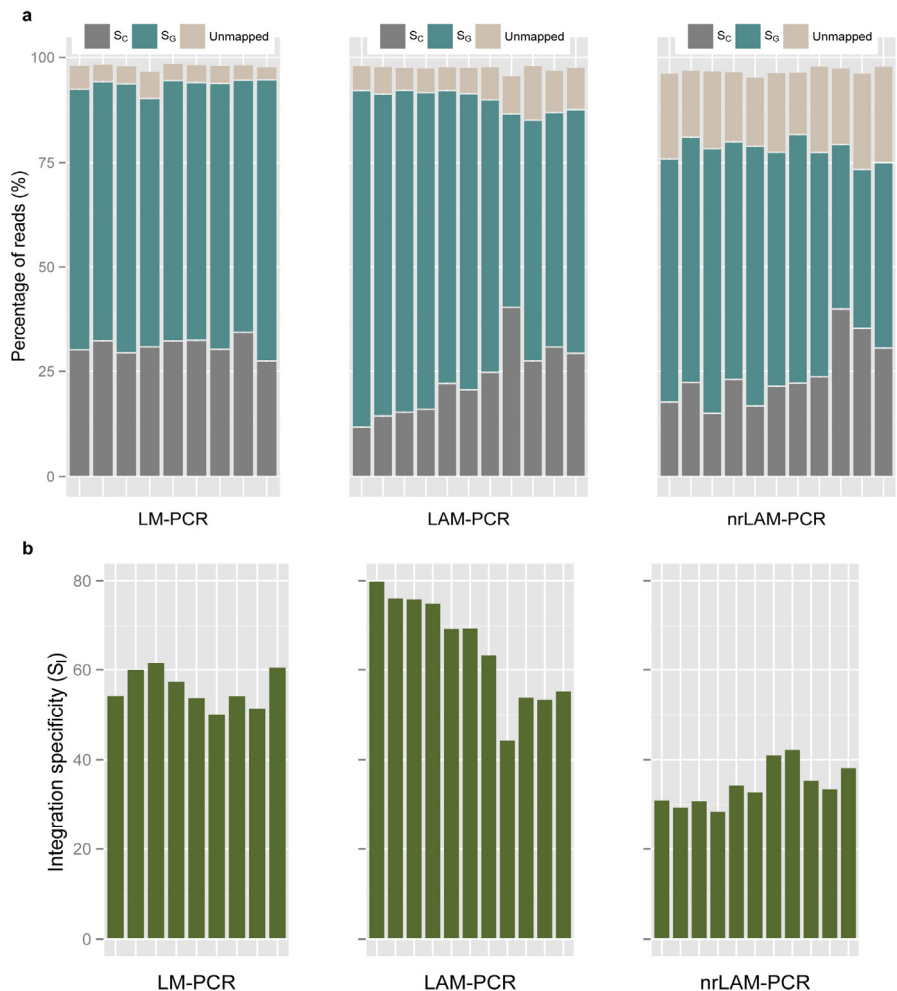 a
S_C S_G Unmapped
S_C S_G Unmapped
S_C S_G Unmapped
Percentage of reads (%)
100
75
50
25
0
LM-PCR
LAM-PCR
nrLAM-PCR
b
Integration specificity (S_I)
80
60
40
20
0
LM-PCR
LAM-PCR
nrLAM-PCR